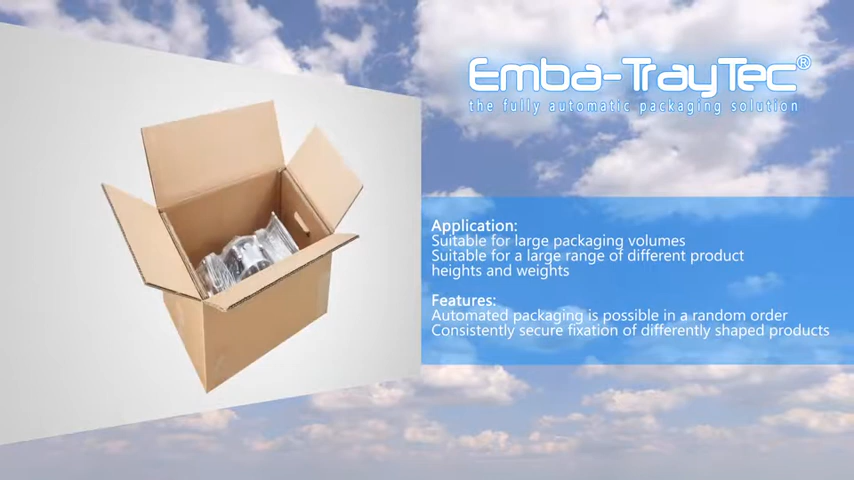 Emba-TrayTec®
the fully automatic packaging solution
Application:
Suitable for large packaging volumes
Suitable for a large range of different product
heights and weights
Features:
Automated packaging is possible in a random order
Consistently secure fixation of differently shaped products